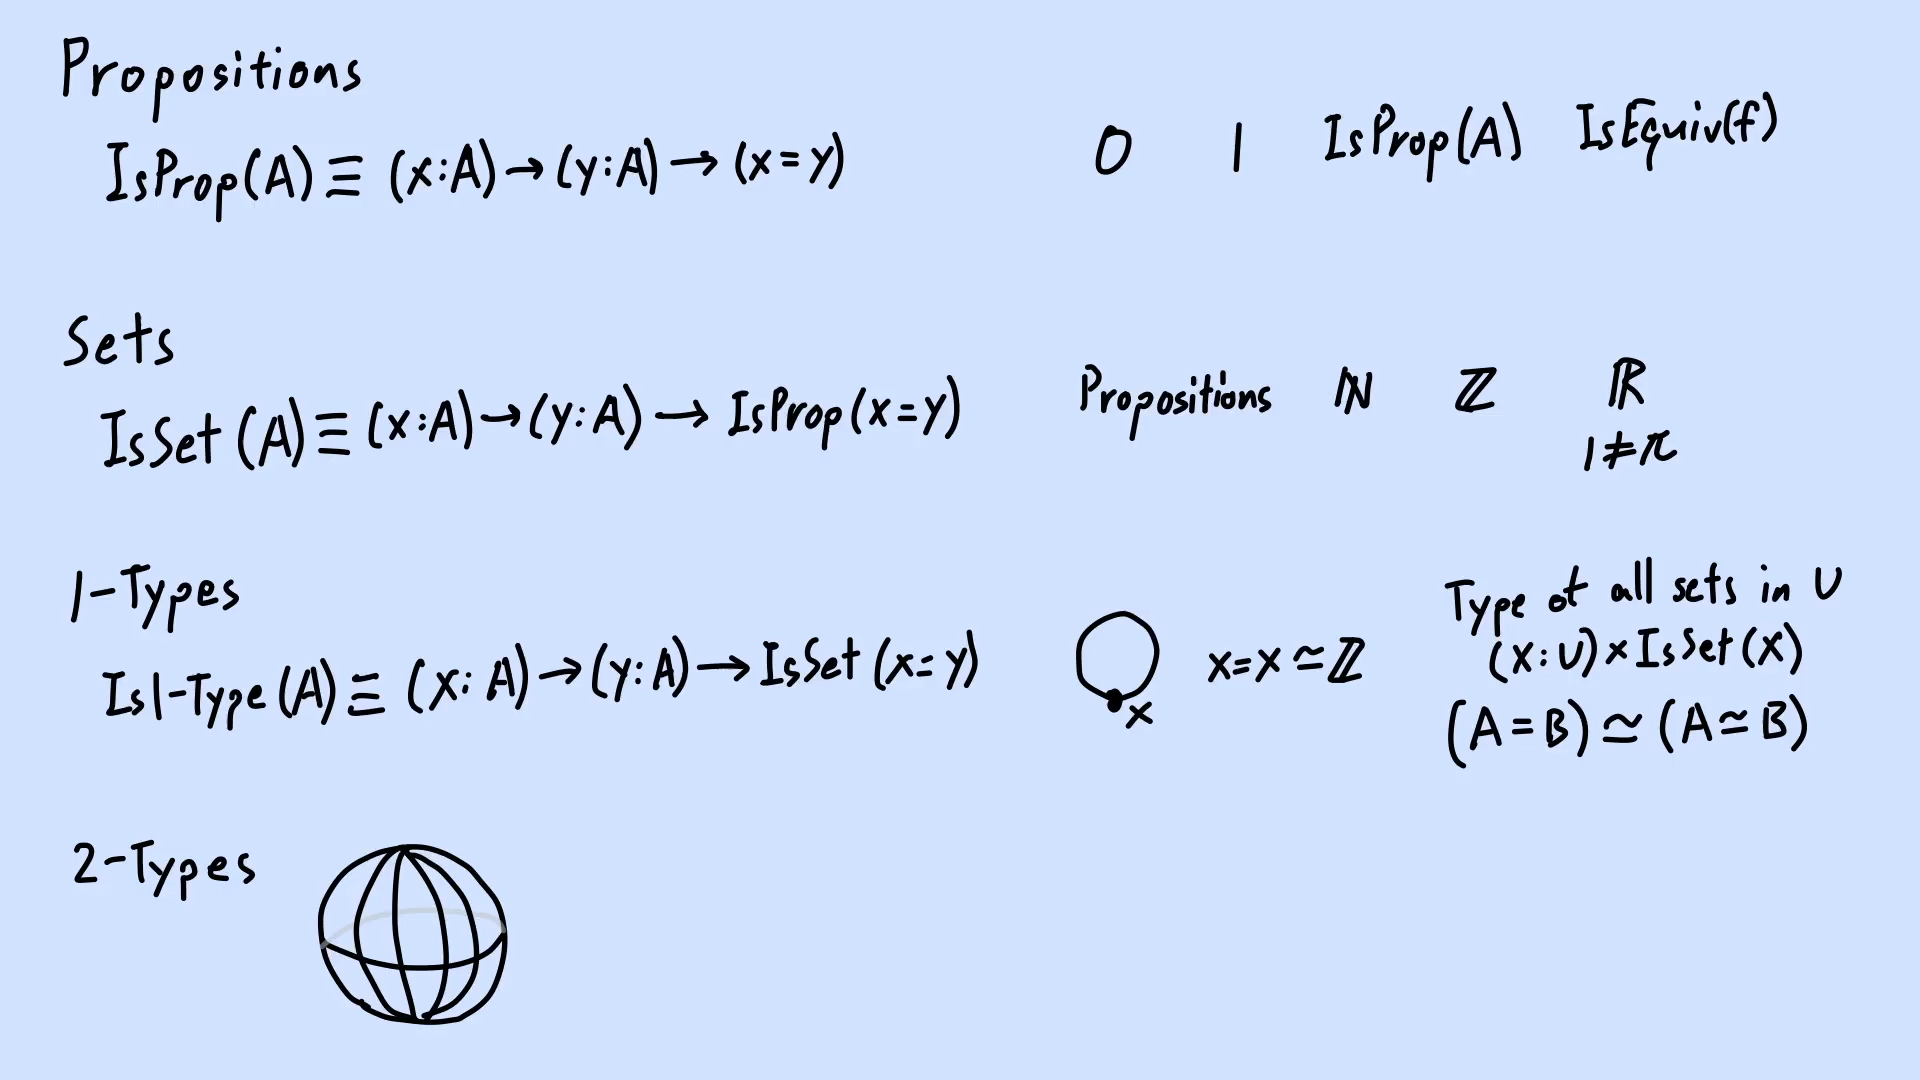 Propositions
IsProp(A) ≡ (x:A) → (y:A) → (x=y)
0 1 IsProp(A) IsEquiv(f)
Sets
IsSet(A) ≡ (x:A) → (y:A) → IsProp(x=y)
Propositions ℕ ℤ ℝ
1≠π
1-Types
Is1-Type(A) ≡ (x:A) → (y:A) → IsSet(x=y)
x
x=x ≃ ℤ
Type of all sets in U
(X:U)×IsSet(X)
(A=B) ≃ (A≃B)
2-Types